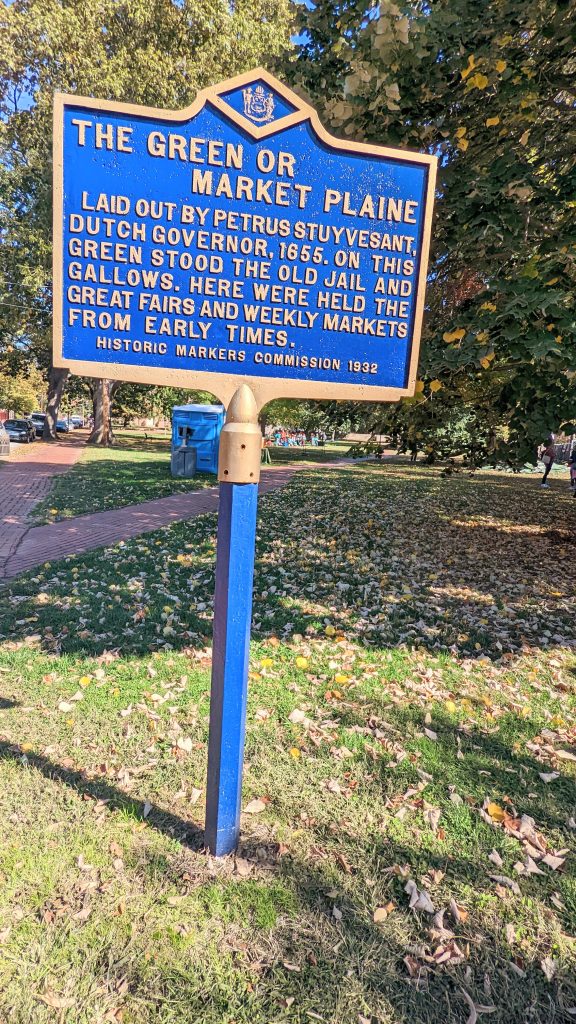 THE GREEN OR
MARKET PLAINE
LAID OUT BY PETRUS STUYVESANT,
DUTCH GOVERNOR, 1655. ON THIS
GREEN STOOD THE OLD JAIL AND
GALLOWS. HERE WERE HELD THE
GREAT FAIRS AND WEEKLY MARKETS
FROM EARLY TIMES.
HISTORIC MARKERS COMMISSION 1932